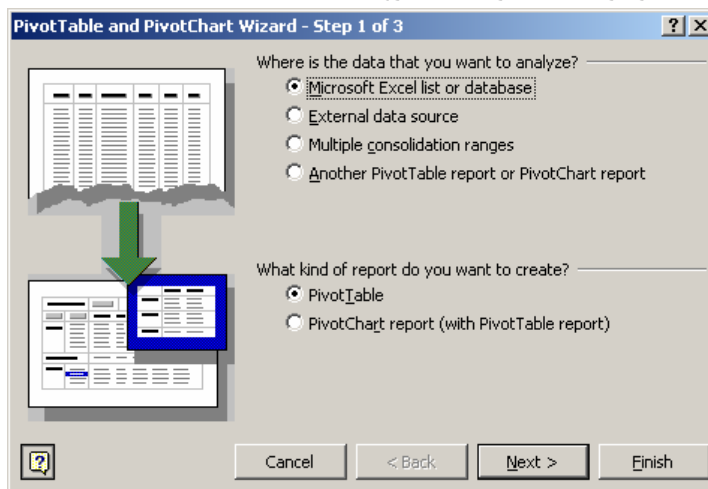 PivotTable and PivotChart Wizard - Step 1 of 3
Where is the data that you want to analyze?
Microsoft Excel list or database
External data source
Multiple consolidation ranges
Another PivotTable report or PivotChart report
What kind of report do you want to create?
PivotTable
PivotChart report (with PivotTable report)
Cancel < Back Next > Finish